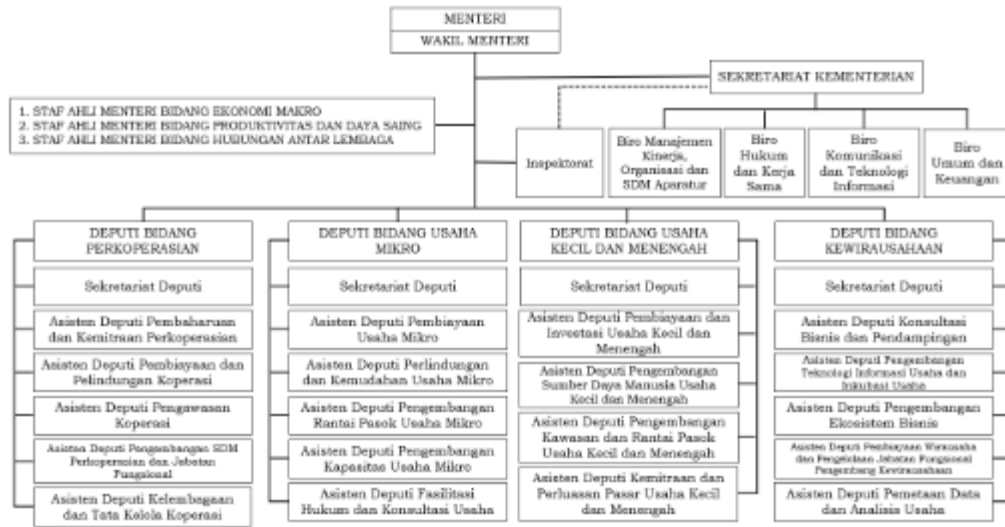 MENTERI
WAKIL MENTERI
SEKRETARIAT KEMENTERIAN
1. STAF AHLI MENTERI BIDANG EKONOMI MAKRO
2. STAF AHLI MENTERI BIDANG PRODUKTIVITAS DAN DAYA SAING
3. STAF AHLI MENTERI BIDANG HUBUNGAN ANTAR LEMBAGA
Inspektorat
Biro Manajemen
Kinerja,
Organisasi dan
SDM Aparatur
Biro
Hukum
dan Kerja
Sama
Biro
Komunikasi
dan Teknologi
Informasi
Biro
Umum dan
Keuangan
DEPUTI BIDANG
PERKOPERASIAN
Sekretariat Deputi
Asisten Deputi Pembaharuan
dan Kemitraan Perkoperasian
Asisten Deputi Pembiayaan dan
Pelindungan Koperasi
Asisten Deputi Pengawasan
Koperasi
Asisten Deputi Pengembangan SDM
Perkoperasian dan Jabatan
Fungsional
Asisten Deputi Kelembagaan
dan Tata Kelola Koperasi
DEPUTI BIDANG USAHA
MIKRO
Sekretariat Deputi
Asisten Deputi Pembiayaan
Usaha Mikro
Asisten Deputi Perlindungan
dan Kemudahan Usaha Mikro
Asisten Deputi Pengembangan
Rantai Pasok Usaha Mikro
Asisten Deputi Pengembangan
Kapasitas Usaha Mikro
Asisten Deputi Fasilitasi
Hukum dan Konsultasi Usaha
DEPUTI BIDANG USAHA
KECIL DAN MENENGAH
Sekretariat Deputi
Asisten Deputi Pembiayaan dan
Investasi Usaha Kecil dan
Menengah
Asisten Deputi Pengembangan
Sumber Daya Manusia Usaha
Kecil dan Menengah
Asisten Deputi Pengembangan
Kawasan dan Rantai Pasok
Usaha Kecil dan Menengah
Asisten Deputi Kemitraan dan
Perluasan Pasar Usaha Kecil
dan Menengah
DEPUTI BIDANG
KEWIRAUSAHAAN
Sekretariat Deputi
Asisten Deputi Konsultasi
Bisnis dan Pendampingan
Asisten Deputi Pengembangan
Teknologi Informasi Usaha dan
Inkubasi Usaha
Asisten Deputi Pengembangan
Ekosistem Bisnis
Asisten Deputi Pembiayaan Wirausaha
dan Pengelolaan Jabatan Fungsional
Pengembang Kewirausahaan
Asisten Deputi Pemetaan Data
dan Analisis Usaha